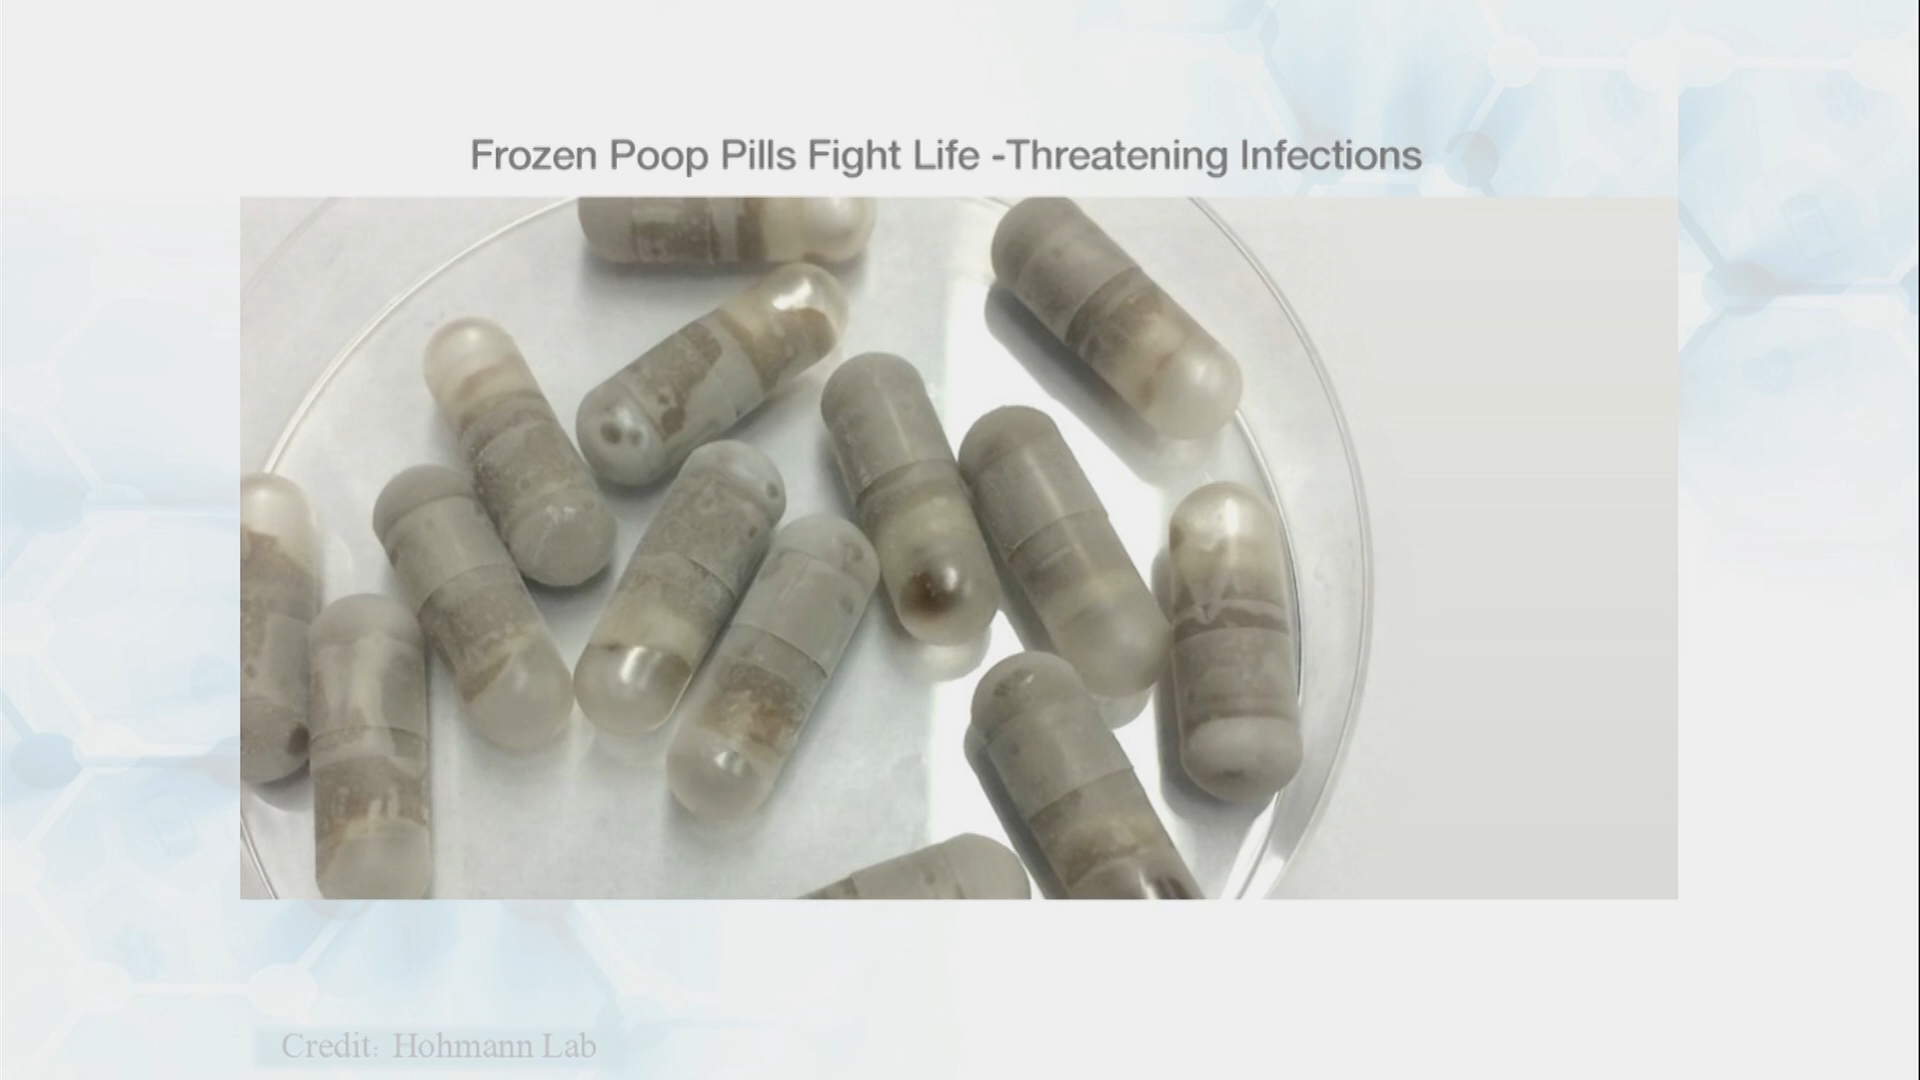 Frozen Poop Pills Fight Life -Threatening Infections
Credit: Hohmann Lab